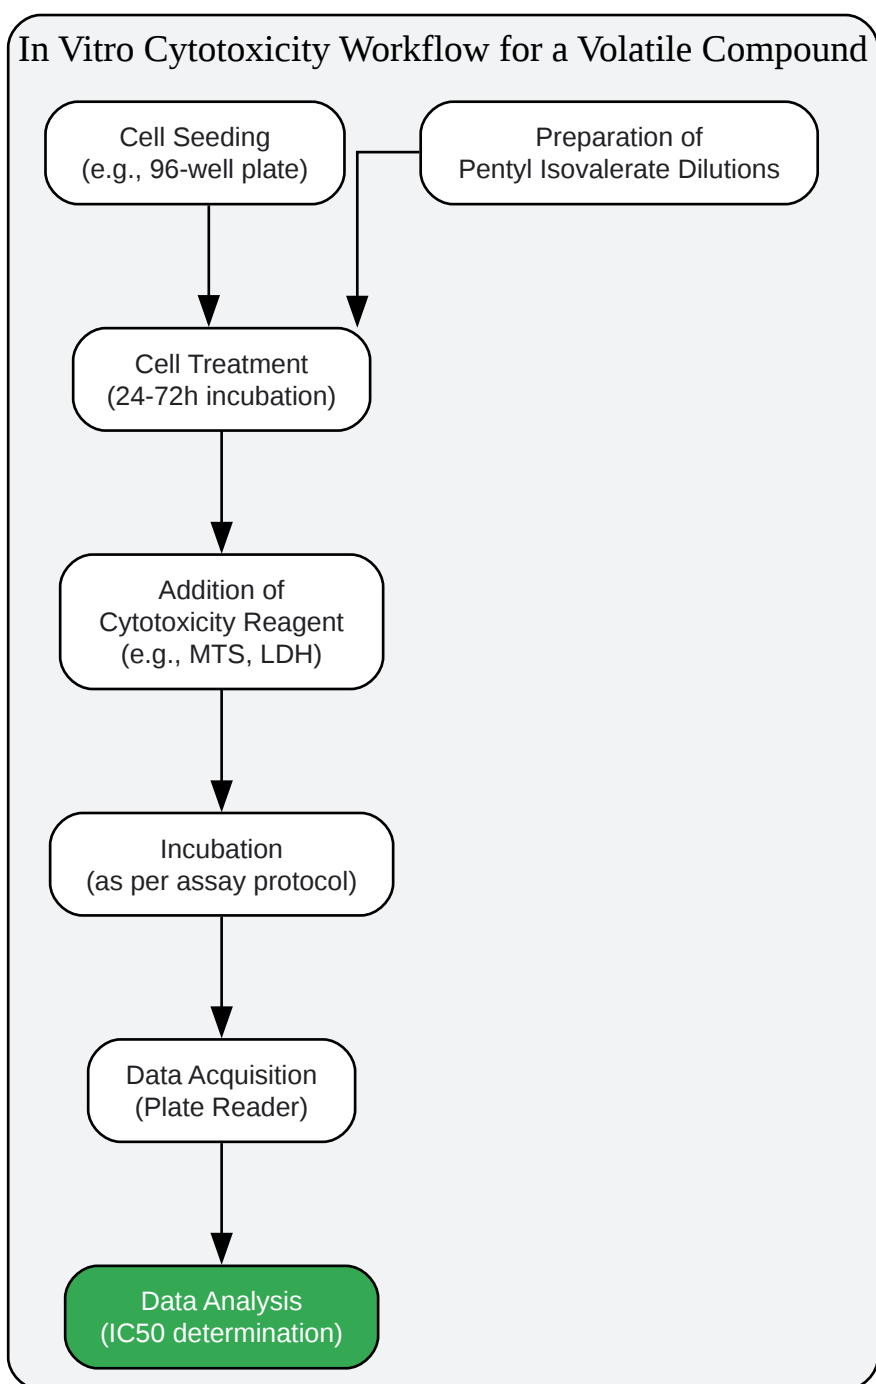 In Vitro Cytotoxicity Workflow for a Volatile Compound
Cell Seeding
(e.g., 96-well plate)
Preparation of
Pentyl Isovalerate Dilutions
Cell Treatment
(24-72h incubation)
Addition of
Cytotoxicity Reagent
(e.g., MTS, LDH)
Incubation
(as per assay protocol)
Data Acquisition
(Plate Reader)
Data Analysis
(IC50 determination)